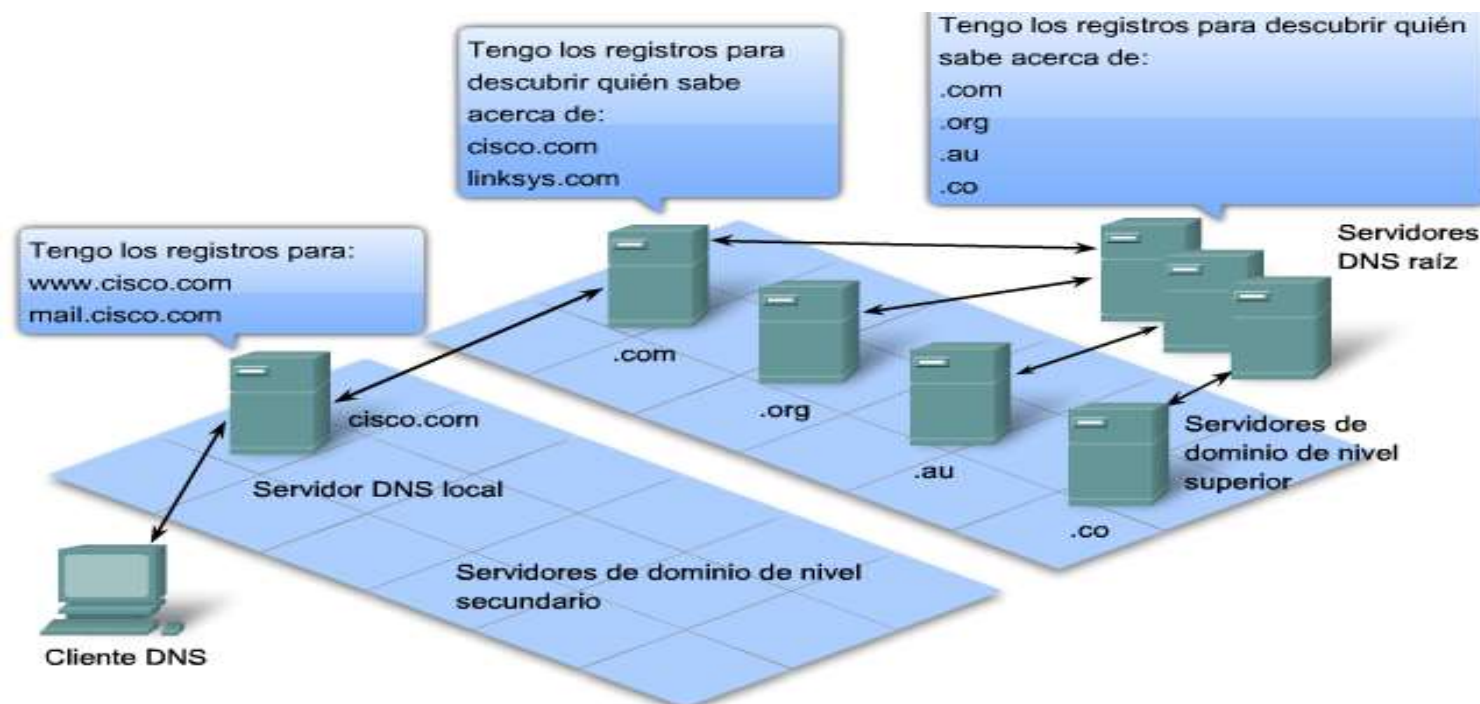 Tengo los registros para
descubrir quién sabe
acerca de:
cisco.com
linksys.com
Tengo los registros para descubrir quién
sabe acerca de:
.com
.org
.au
.co
Tengo los registros para:
www.cisco.com
mail.cisco.com
Servidores
DNS raíz
.com
.org
.au
.co
cisco.com
Servidor DNS local
Servidores de
dominio de nivel
superior
Servidores de dominio de nivel
secundario
Cliente DNS